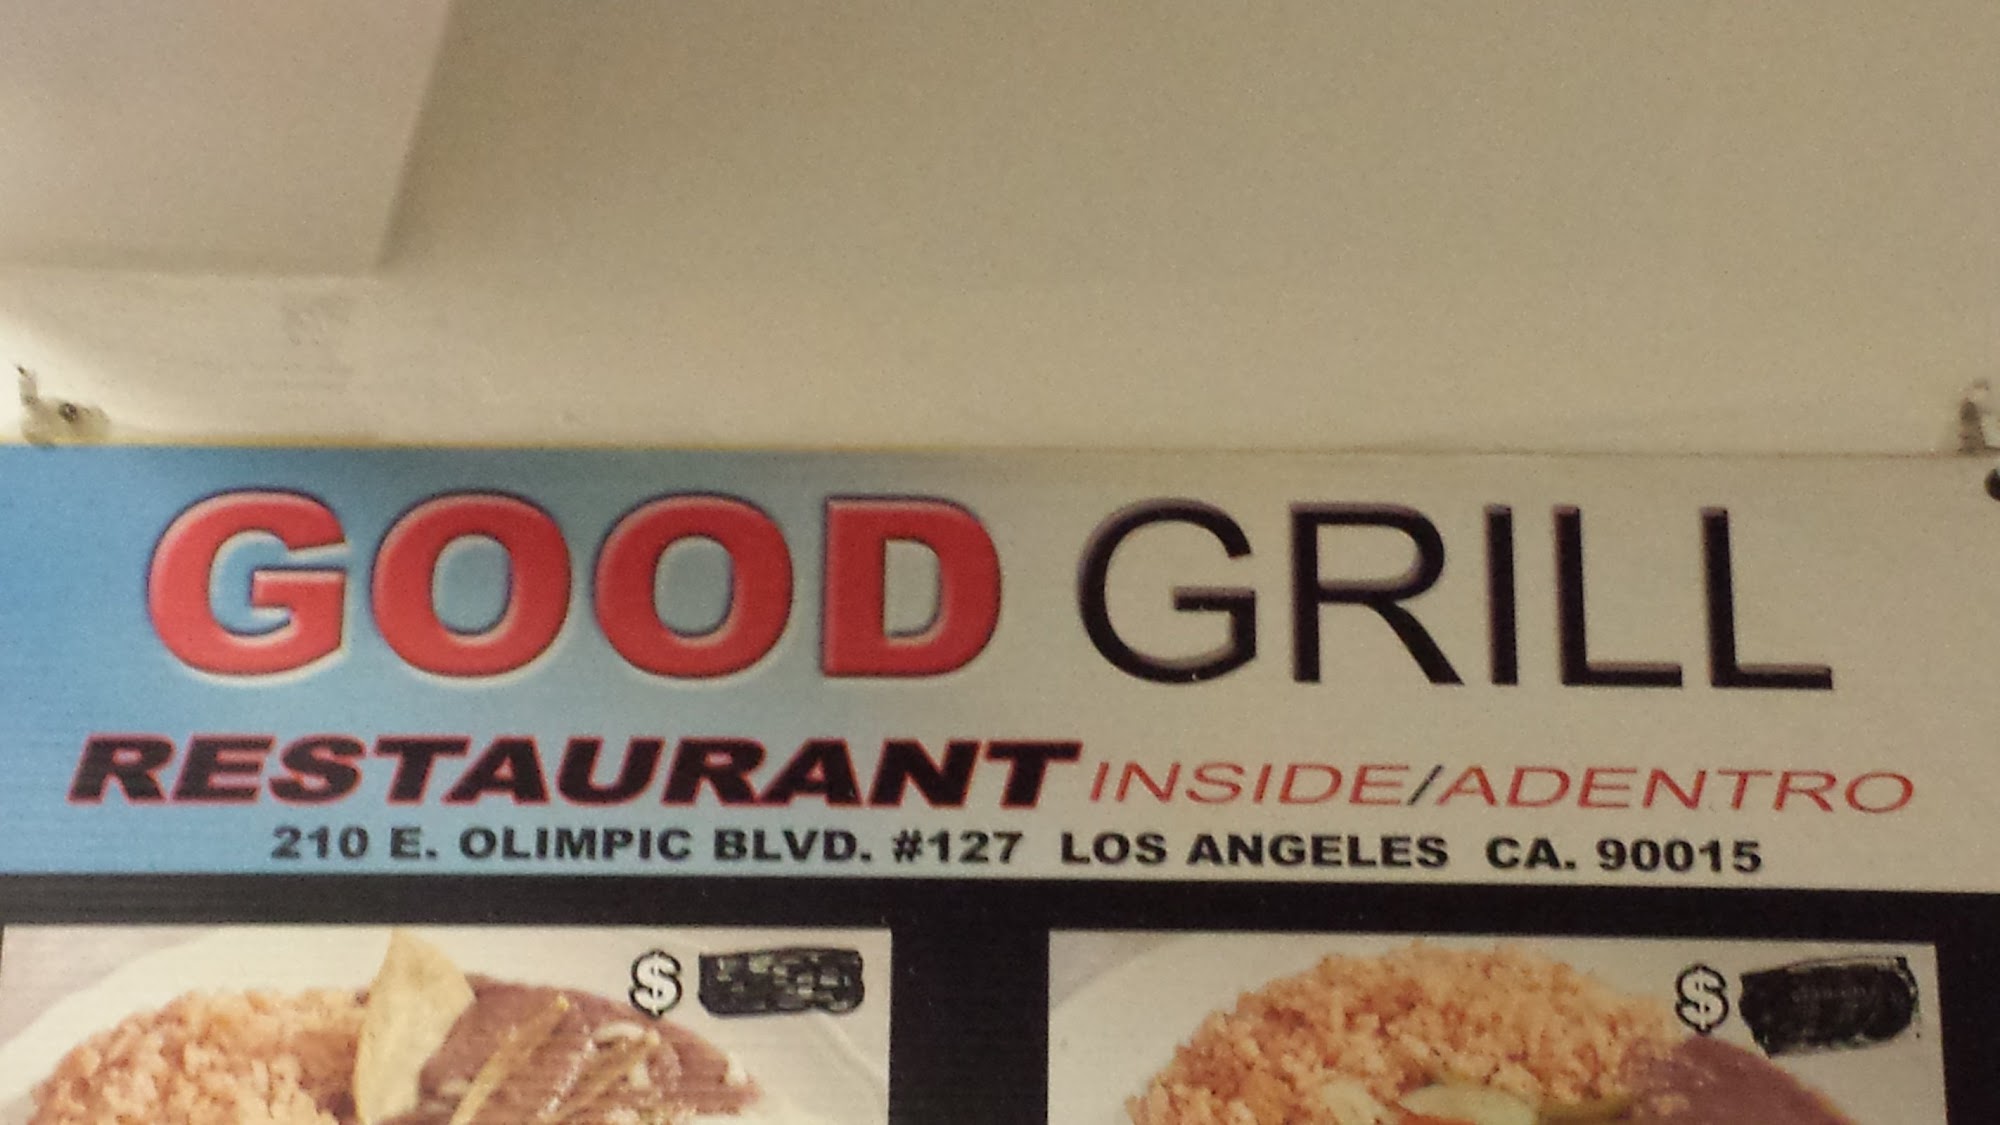 GOOD GRILL
RESTAURANT INSIDE/ADENTRO
210 E. OLIMPIC BLVD. #127 LOS ANGELES CA. 90015
$
$